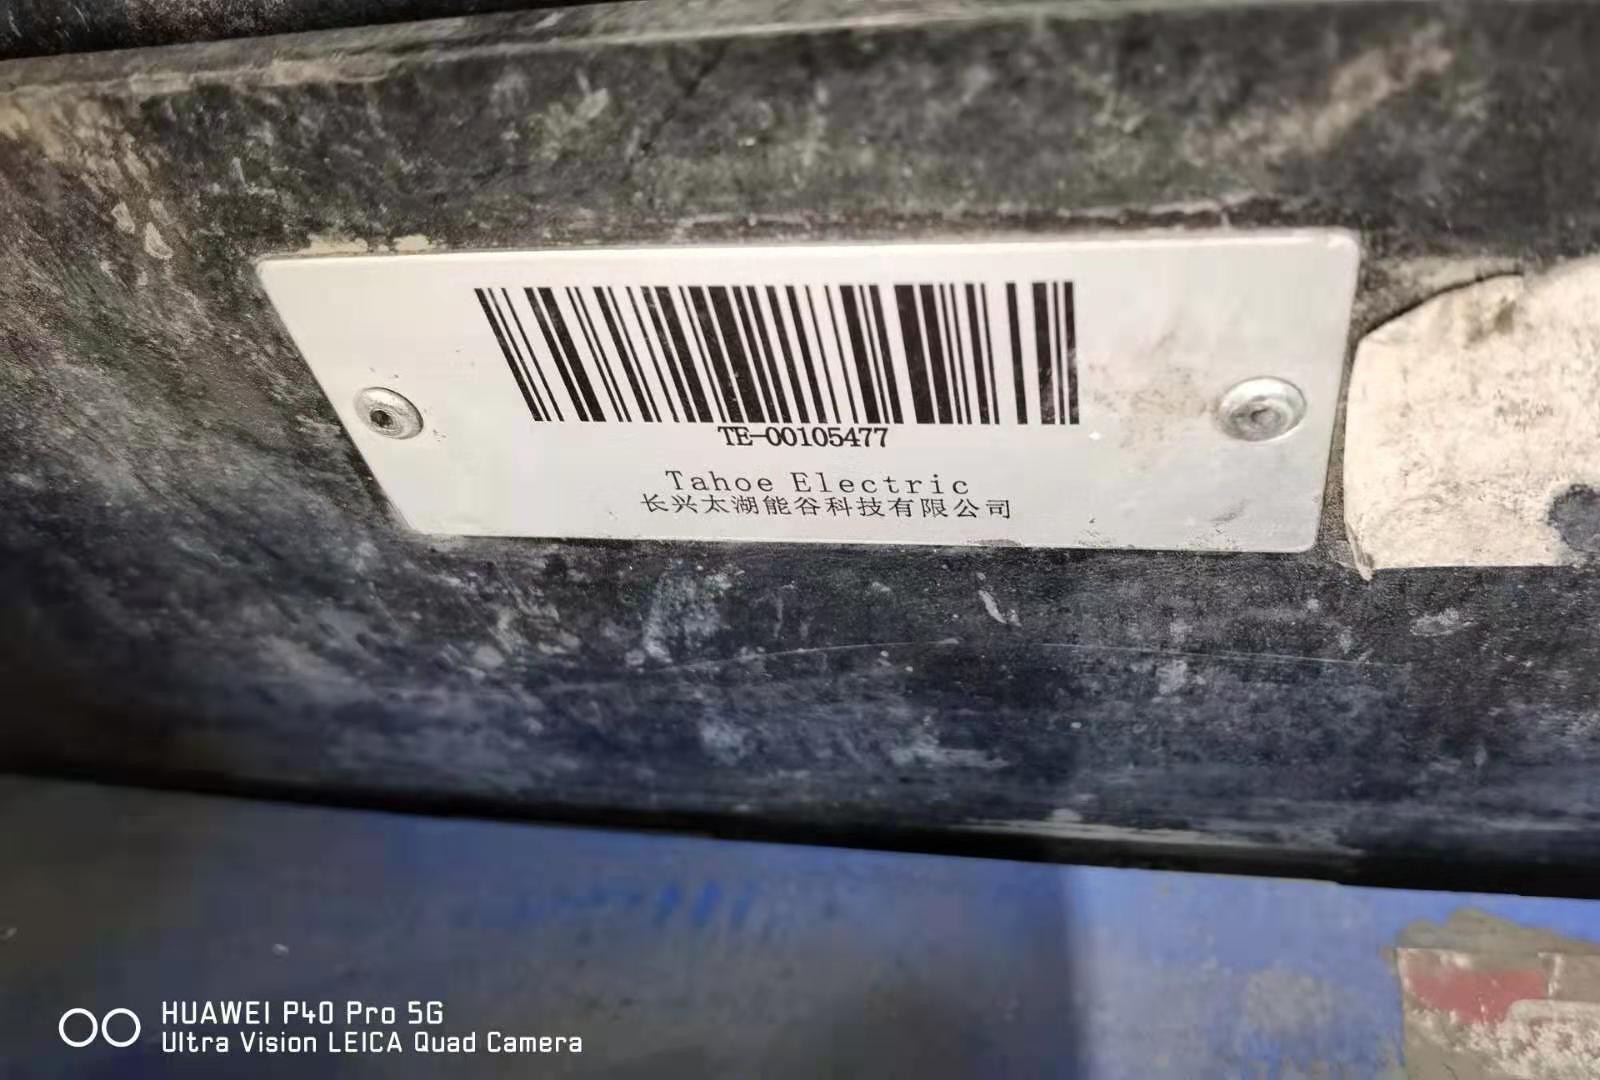 TE-00105477
Tahoe Electric
长兴太湖能谷科技有限公司
HUAWEI P40 Pro 5G
Ultra Vision LEICA Quad Camera